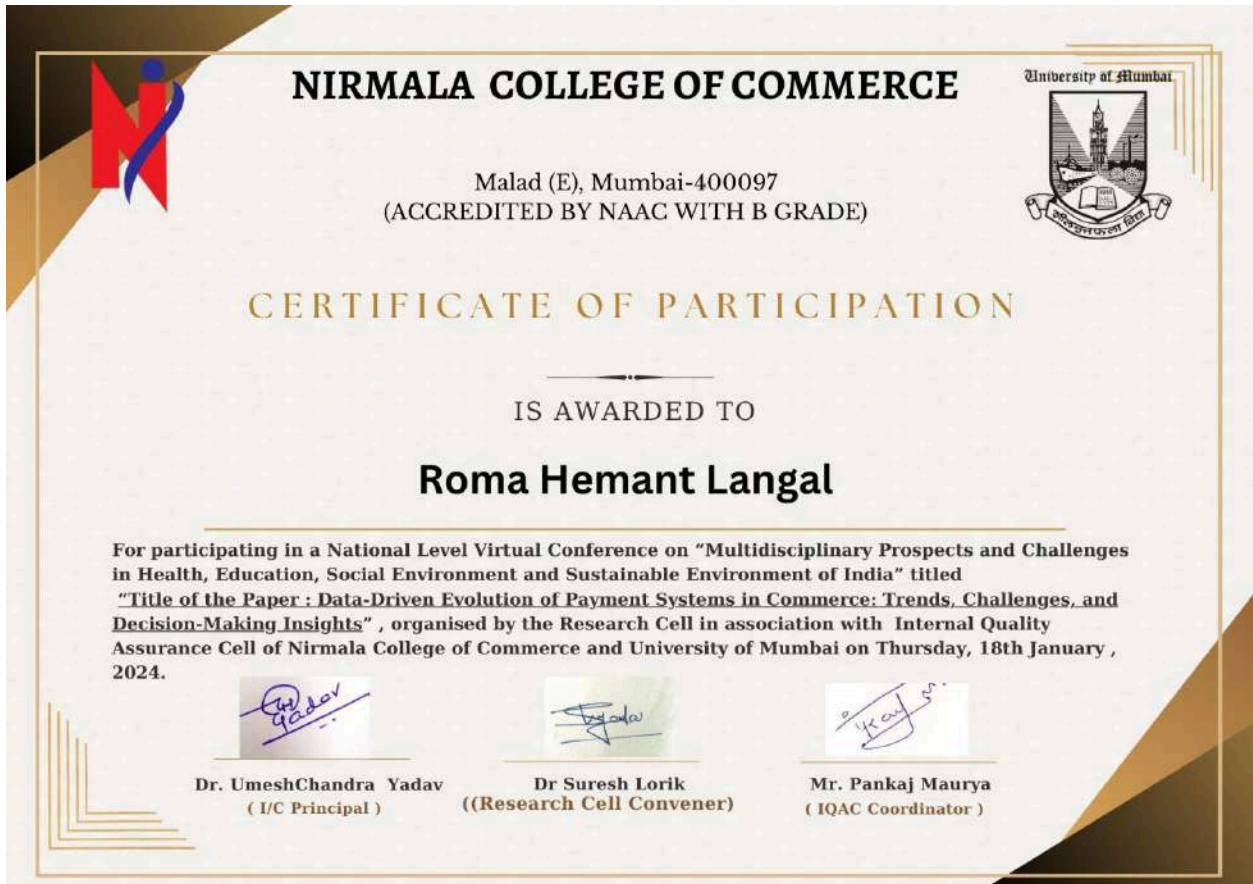 NIRMALA COLLEGE OF COMMERCE
University of Mumbai
Malad (E), Mumbai-400097
(ACCREDITED BY NAAC WITH B GRADE)
CERTIFICATE OF PARTICIPATION
IS AWARDED TO
Roma Hemant Langal
For participating in a National Level Virtual Conference on “Multidisciplinary Prospects and Challenges
in Health, Education, Social Environment and Sustainable Environment of India” titled
“Title of the Paper : Data-Driven Evolution of Payment Systems in Commerce: Trends, Challenges, and
Decision-Making Insights” , organised by the Research Cell in association with Internal Quality
Assurance Cell of Nirmala College of Commerce and University of Mumbai on Thursday, 18th January ,
2024.
Yadav
Dr. UmeshChandra Yadav
( I/C Principal )
Dr Suresh Lorik
((Research Cell Convener)
Mr. Pankaj Maurya
( IQAC Coordinator )